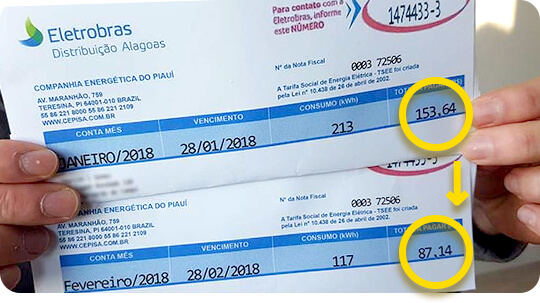 Eletrobras
Distribuição Alagoas
Para contato com a
Eletrobras, informe
este NÚMERO
1474433-3
Nº da Nota Fiscal
0003 72506
COMPANHIA ENERGÉTICA DO PIAUÍ
AV. MARANHÃO, 759
TERESINA, PI 64001-010 BRAZIL
55 86 221 8000 55 86 221 2109
WWW.CEPISA.COM.BR
A Tarifa Social de Energia Elétrica - TSEE foi criada
pela Lei nº 10.438 de 26 de abril de 2002.
CONTA MÊS
VENCIMENTO
CONSUMO (kWh)
PAGAR
JANEIRO/2018
28/01/2018
213
153,64
Nº da Nota Fiscal
0003 72506
COMPANHIA ENERGÉTICA DO PIAUÍ
AV. MARANHÃO, 759
TERESINA, PI 64001-010 BRAZIL
55 86 221 8000 55 86 221 2109
WWW.CEPISA.COM.BR
A Tarifa Social de Energia Elétrica - TSEE foi criada
pela Lei nº 10.438 de 26 de abril de 2002.
CONTA MÊS
VENCIMENTO
CONSUMO (kWh)
PAGAR
Fevereiro/2018
28/02/2018
117
87,14